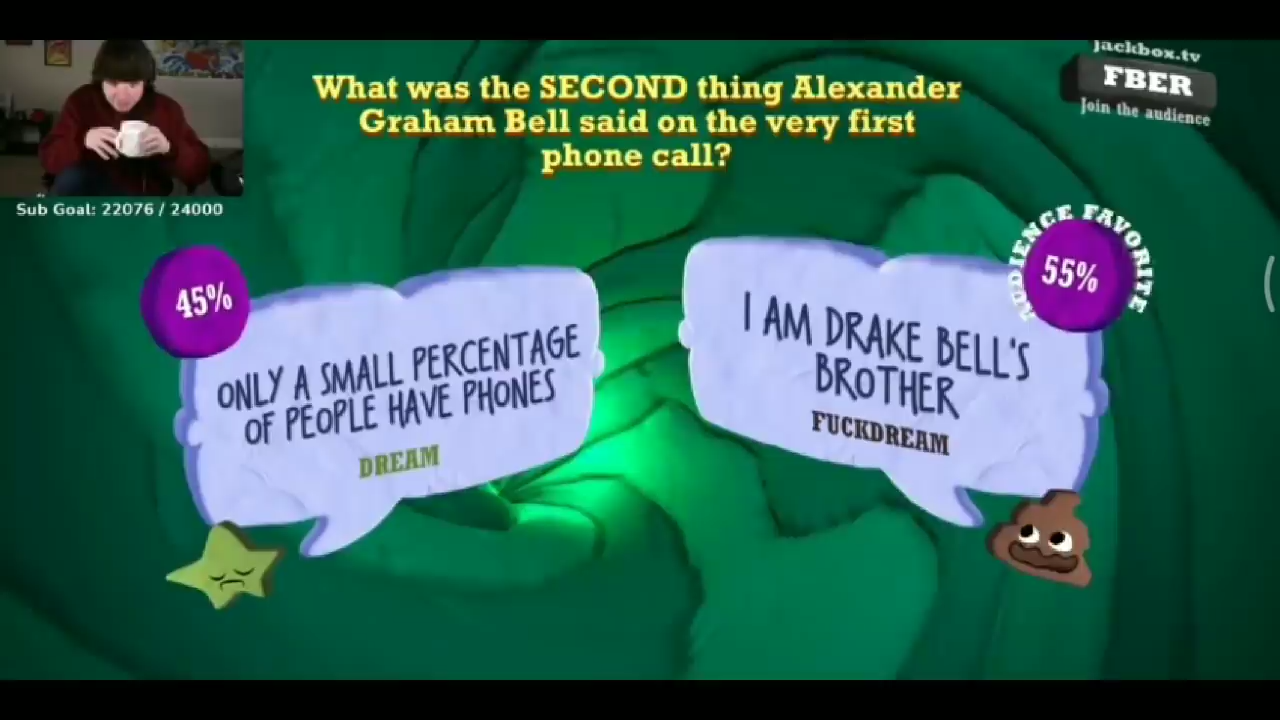 What was the SECOND thing Alexander
Graham Bell said on the very first
phone call?
jackbox.tv
FBER
Join the audience
Sub Goal: 22076 / 24000
45%
ONLY A SMALL PERCENTAGE
OF PEOPLE HAVE PHONES
DREAM
AUDIENCE FAVORITE
55%
I AM DRAKE BELL'S
BROTHER
FUCKDREAM